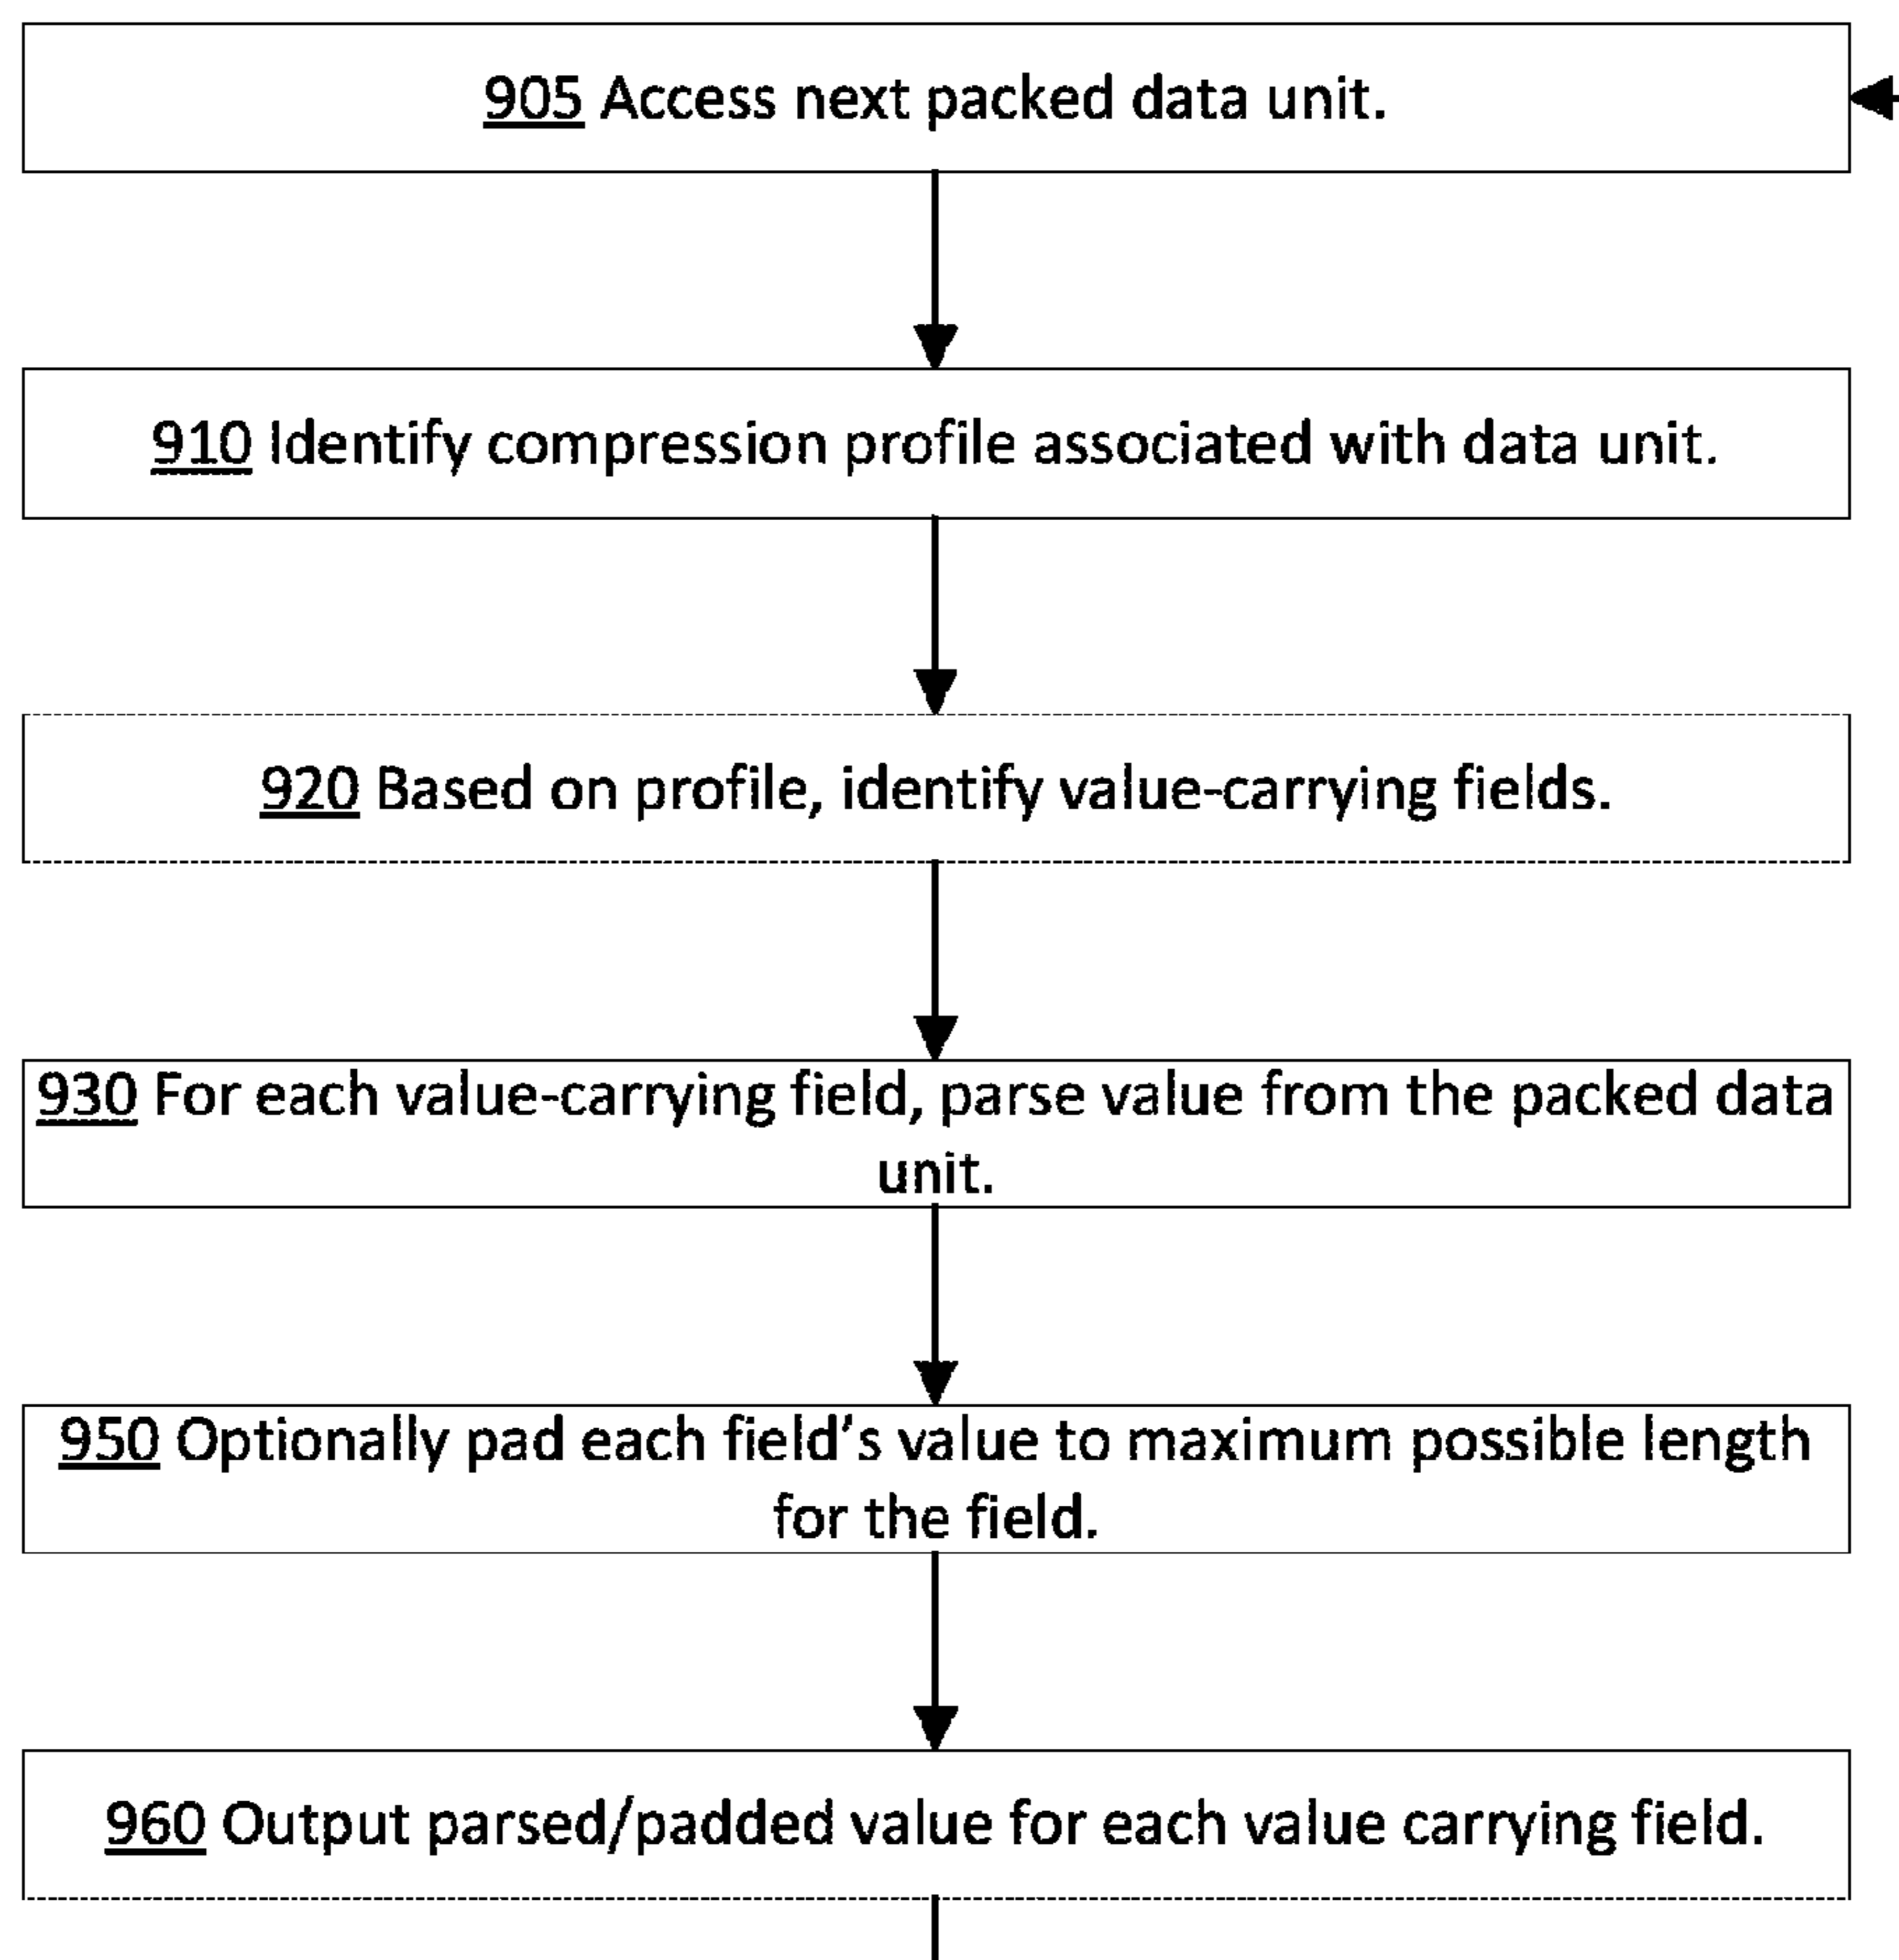 905 Access next packed data unit.
910 Identify compression profile associated with data unit.
920 Based on profile, identify value-carrying fields.
930 For each value-carrying field, parse value from the packed data
unit.
950 Optionally pad each field's value to maximum possible length
for the field.
960 Output parsed/padded value for each value carrying field.